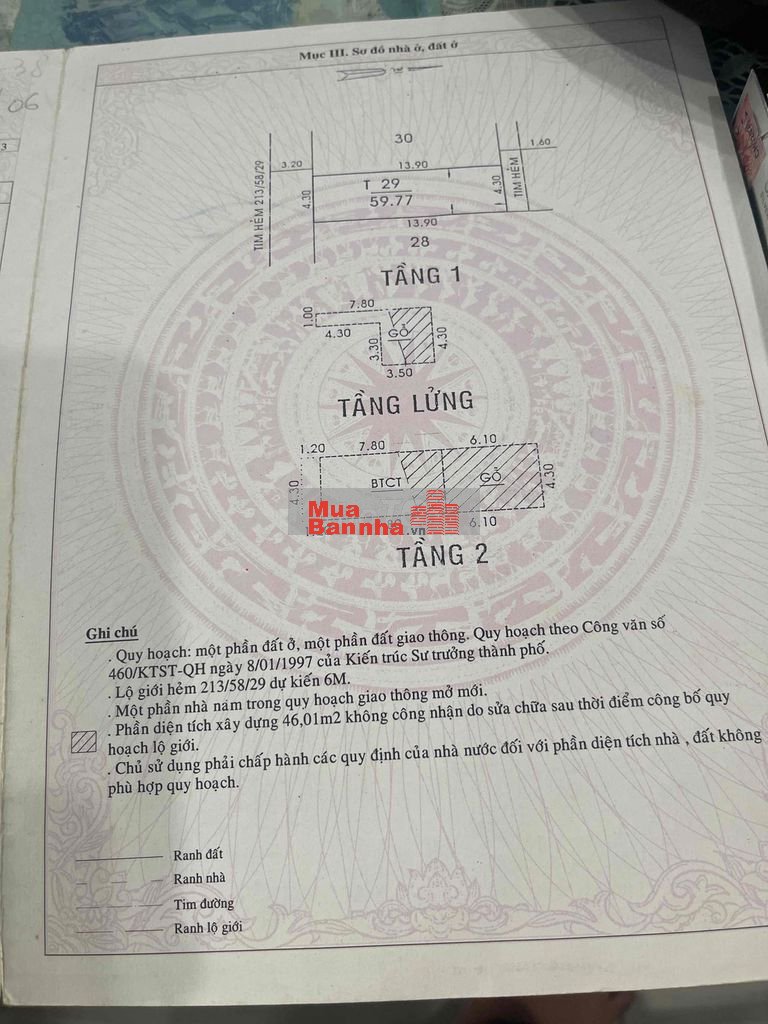 38
06
3
Mục III. Sơ đồ nhà ở, đất ở
30
1.60
3.20
13.90
TIM HẺM 213/58/29
4.30
T 29
59.77
4.30
TIM HẺM
13.90
28
TẦNG 1
7.80
1.00
4.30
GỖ
3.30
4.30
3.50
TẦNG LỬNG
1.20
7.80
6.10
4.30
BTCT
GỖ
4.30
Mua
Bannha.vn
6.10
TẦNG 2
Ghi chú
. Quy hoạch: một phần đất ở, một phần đất giao thông. Quy hoạch theo Công văn số
460/KTST-QH ngày 8/01/1997 của Kiến trúc Sư trưởng thành phố.
. Lộ giới hẻm 213/58/29 dự kiến 6M.
. Một phần nhà nằm trong quy hoạch giao thông mở mới.
. Phần diện tích xây dựng 46,01m2 không công nhận do sửa chữa sau thời điểm công bố quy
hoạch lộ giới.
. Chủ sử dụng phải chấp hành các quy định của nhà nước đối với phần diện tích nhà , đất không
phù hợp quy hoạch.
Ranh đất
Ranh nhà
Tim đường
Ranh lộ giới